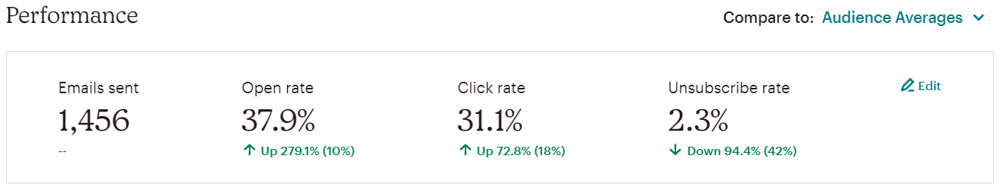 Performance
Compare to: Audience Averages
Emails sent
1,456
--
Open rate
37.9%
Up 279.1% (10%)
Click rate
31.1%
Up 72.8% (18%)
Unsubscribe rate
2.3%
Down 94.4% (42%)
Edit